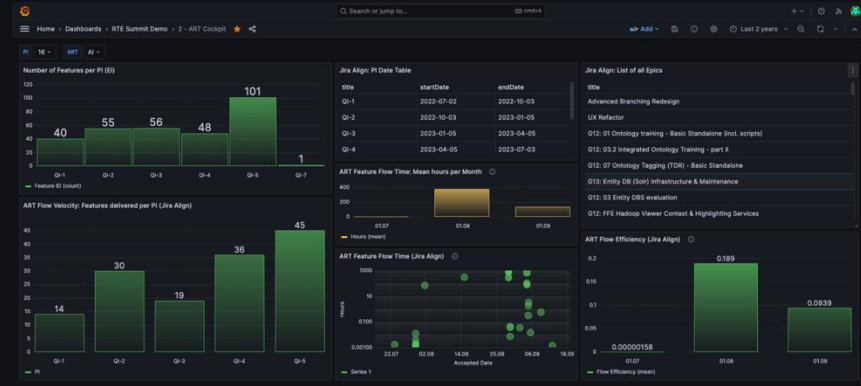 Search or jump to... cmd+k
Home › Dashboards › RTE Summit Demo › 2 - ART Cockpit
Add
Last 2 years
PI 16 ART AI
Number of Features per PI (EI)
120
100
80
60
40
20
0
40 55 56 48 101 1
QI-1 QI-2 QI-3 QI-4 QI-5 QI-7
Feature ID (count)
ART Flow Velocity: Features delivered per PI (Jira Align)
45
40
35
30
25
20
15
10
5
0
14 30 19 36 45
QI-1 QI-2 QI-3 QI-4 QI-5
PI
Jira Align: PI Date Table
title startDate endDate
QI-1 2022-07-02 2022-10-03
QI-2 2022-10-03 2023-01-05
QI-3 2023-01-05 2023-04-05
QI-4 2023-04-05 2023-07-03
ART Feature Flow Time: Mean hours per Month
400
200
0
01.07 01.08 01.09
Hours (mean)
ART Feature Flow Time (Jira Align)
Hours
1000
10
0.100
0.00100
22.07 02.08 14.08 25.08 06.09 18.09
Accepted Date
Series 1
Jira Align: List of all Epics
title
Advanced Branching Redesign
UX Refactor
G12: 01 Ontology training - Basic Standalone (incl. scripts)
G12: 03.2 Integrated Ontology Training - part II
G12: 07 Ontology Tagging (TDR) - Basic Standalone
G13: Entity DB (Solr) Infrastructure & Maintenance
G12: 03 Entity DBS evaluation
G12: FFE Hadoop Viewer Context & Highlighting Services
ART Flow Efficiency (Jira Align)
0.2
0.15
0.1
0.05
0
0.00000158 0.189 0.0939
01.07 01.08 01.09
Flow Efficiency (mean)